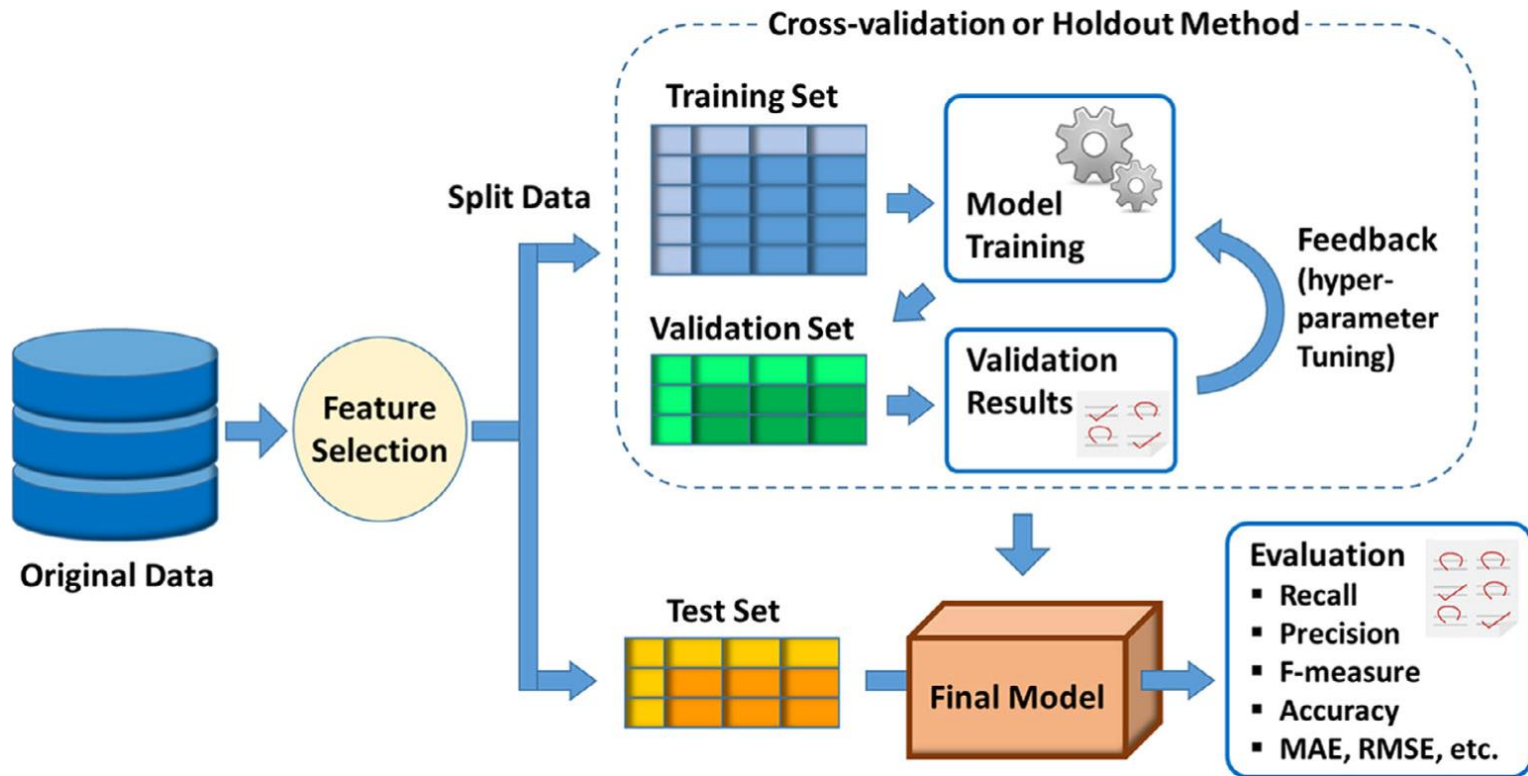 Cross-validation or Holdout Method
Training Set
Split Data
Model
Training
Feedback
(hyper-
parameter
Tuning)
Validation Set
Validation
Results
Feature
Selection
Original Data
Test Set
Final Model
Evaluation
▪ Recall
▪ Precision
▪ F-measure
▪ Accuracy
▪ MAE, RMSE, etc.